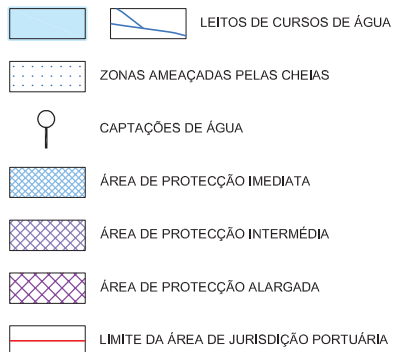 LEITOS DE CURSOS DE ÁGUA
ZONAS AMEAÇADAS PELAS CHEIAS
CAPTAÇÕES DE ÁGUA
ÁREA DE PROTECÇÃO IMEDIATA
ÁREA DE PROTECÇÃO INTERMÉDIA
ÁREA DE PROTECÇÃO ALARGADA
LIMITE DA ÁREA DE JURISDIÇÃO PORTUÁRIA